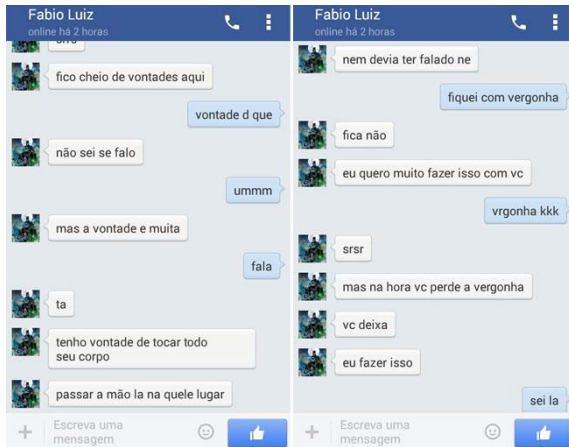 Fabio Luiz
online há 2 horas
fico cheio de vontades aqui
vontade d que
não sei se falo
ummm
mas a vontade e muita
fala
ta
tenho vontade de tocar todo
seu corpo
passar a mão la na quele lugar
Escreva uma
mensagem
Fabio Luiz
online há 2 horas
nem devia ter falado ne
fiquei com vergonha
fica não
eu quero muito fazer isso com vc
vrgonha kkk
srsr
mas na hora vc perde a vergonha
vc deixa
eu fazer isso
sei la
Escreva uma
mensagem